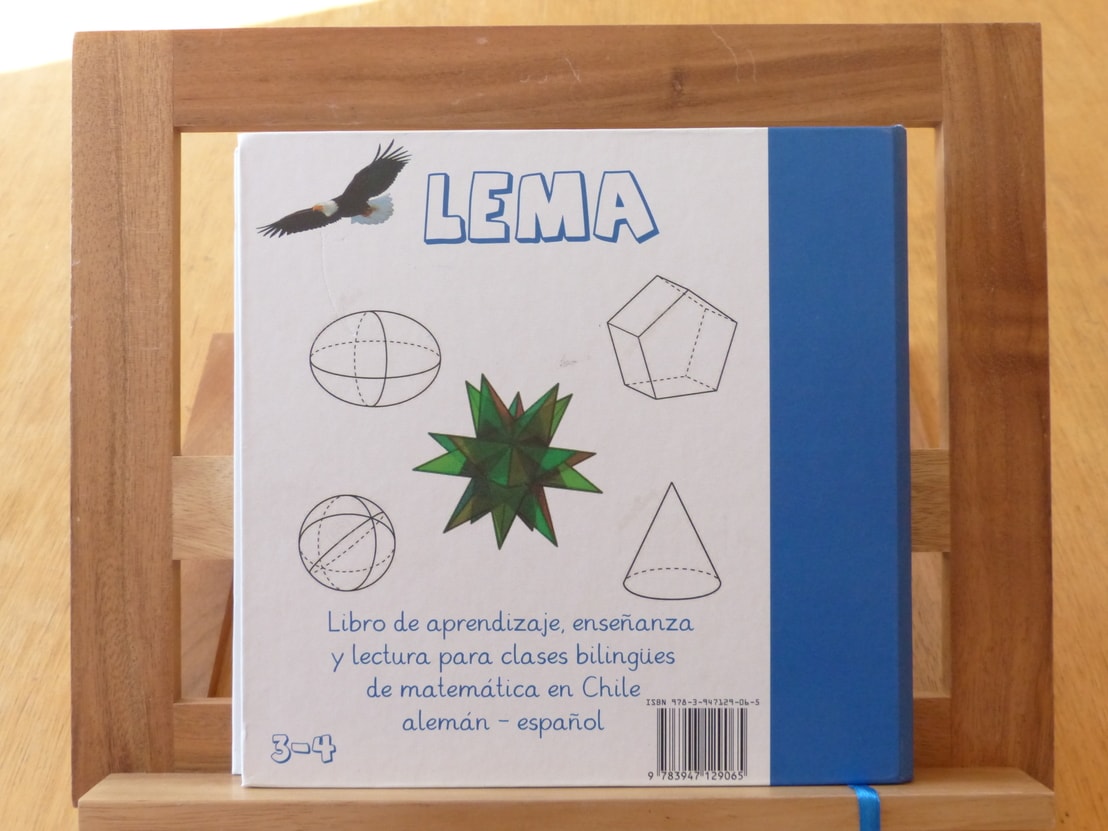 LEMA
Libro de aprendizaje, enseñanza
y lectura para clases bilingües
de matemática en Chile
alemán – español
3-4
ISBN 978-3-947129-06-5
9 783947 129065